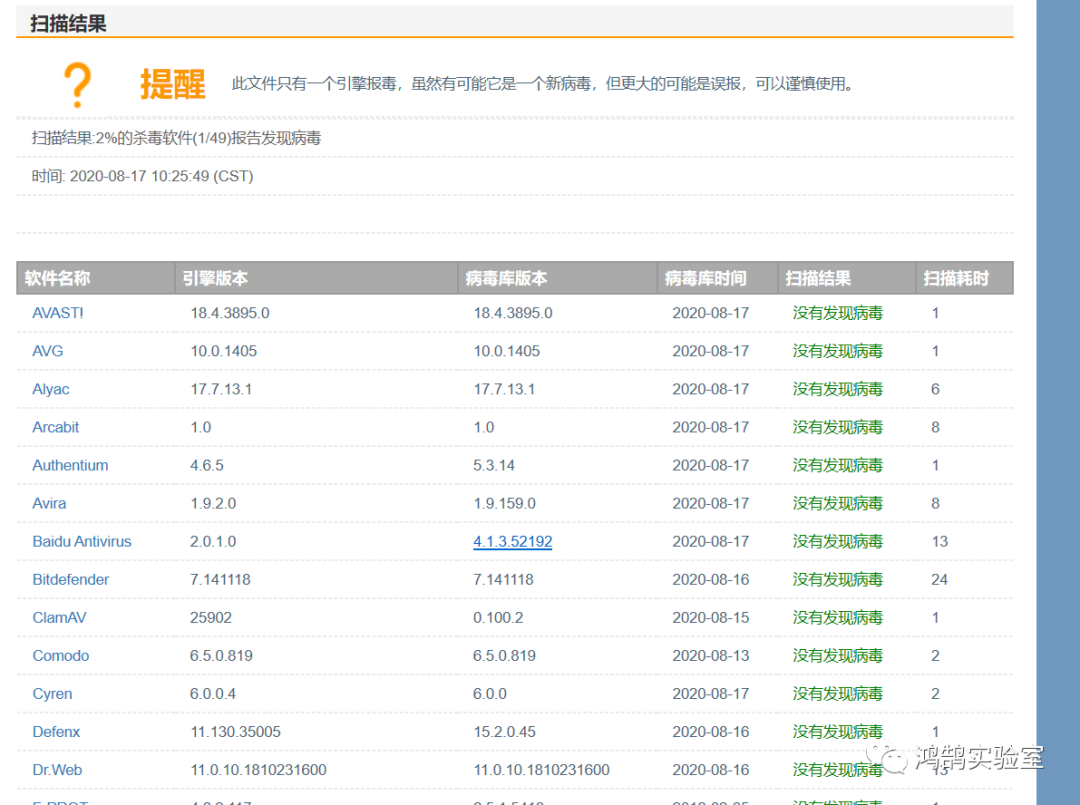 扫描结果
?
提醒 此文件只有一个引擎报毒，虽然有可能它是一个新病毒，但更大的可能是误报，可以谨慎使用。
扫描结果:2%的杀毒软件(1/49)报告发现病毒
时间: 2020-08-17 10:25:49 (CST)
软件名称 引擎版本 病毒库版本 病毒库时间 扫描结果 扫描耗时
AVAST! 18.4.3895.0 18.4.3895.0 2020-08-17 没有发现病毒 1
AVG 10.0.1405 10.0.1405 2020-08-17 没有发现病毒 1
Alyac 17.7.13.1 17.7.13.1 2020-08-17 没有发现病毒 6
Arcabit 1.0 1.0 2020-08-17 没有发现病毒 8
Authentium 4.6.5 5.3.14 2020-08-17 没有发现病毒 1
Avira 1.9.2.0 1.9.159.0 2020-08-17 没有发现病毒 8
Baidu Antivirus 2.0.1.0 4.1.3.52192 2020-08-17 没有发现病毒 13
Bitdefender 7.141118 7.141118 2020-08-16 没有发现病毒 24
ClamAV 25902 0.100.2 2020-08-15 没有发现病毒 1
Comodo 6.5.0.819 6.5.0.819 2020-08-13 没有发现病毒 2
Cyren 6.0.0.4 6.0.0 2020-08-17 没有发现病毒 2
Defenx 11.130.35005 15.2.0.45 2020-08-16 没有发现病毒 1
Dr.Web 11.0.10.1810231600 11.0.10.1810231600 2020-08-16 没有发现病毒
鸿鹄实验室